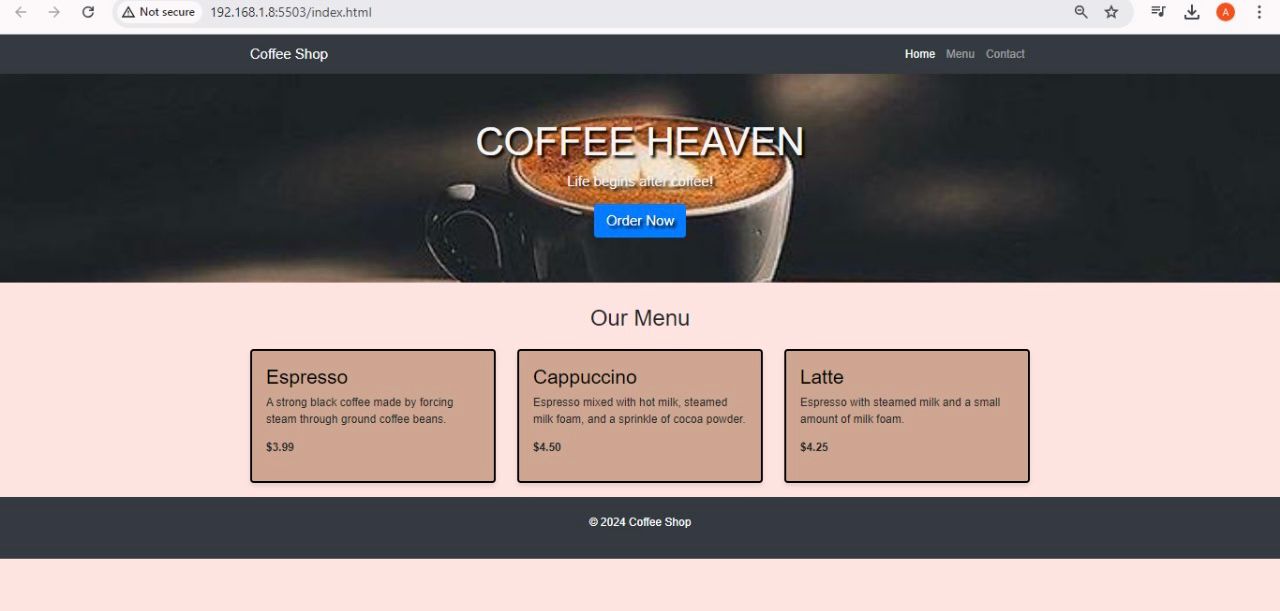 Not secure 192.168.1.8:5503/index.html A
Coffee Shop Home Menu Contact
COFFEE HEAVEN
Life begins after coffee!
Order Now
Our Menu
Espresso
A strong black coffee made by forcing
steam through ground coffee beans.
$3.99
Cappuccino
Espresso mixed with hot milk, steamed
milk foam, and a sprinkle of cocoa powder.
$4.50
Latte
Espresso with steamed milk and a small
amount of milk foam.
$4.25
© 2024 Coffee Shop